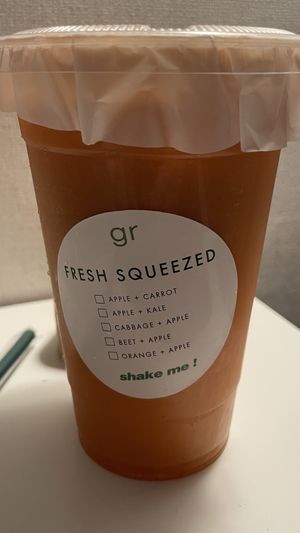 gr
FRESH SQUEEZED
APPLE + CARROT
APPLE + KALE
CABBAGE + APPLE
BEET + APPLE
ORANGE + APPLE
shake me !